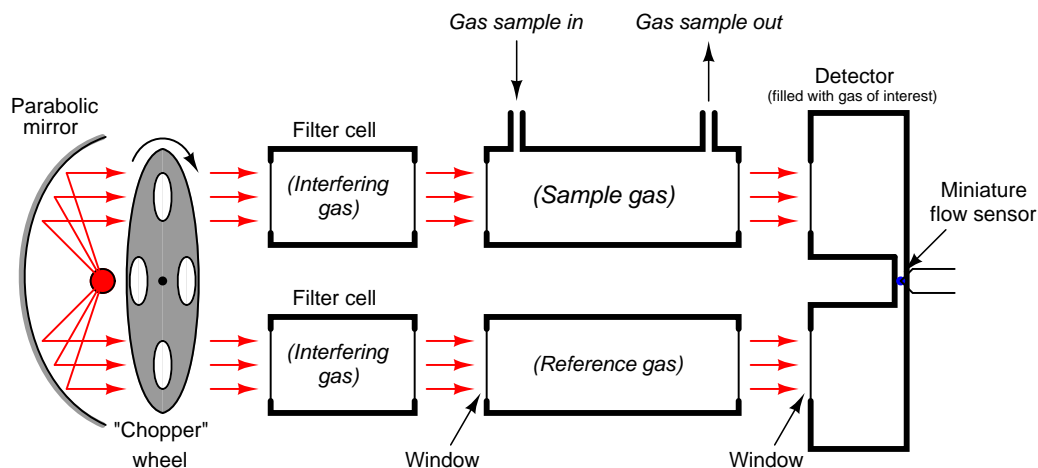 Gas sample in
Gas sample out
Detector
(filled with gas of interest)
Parabolic
mirror
Filter cell
(Interfering
gas)
(Sample gas)
Miniature
flow sensor
Filter cell
(Interfering
gas)
(Reference gas)
"Chopper"
wheel
Window
Window